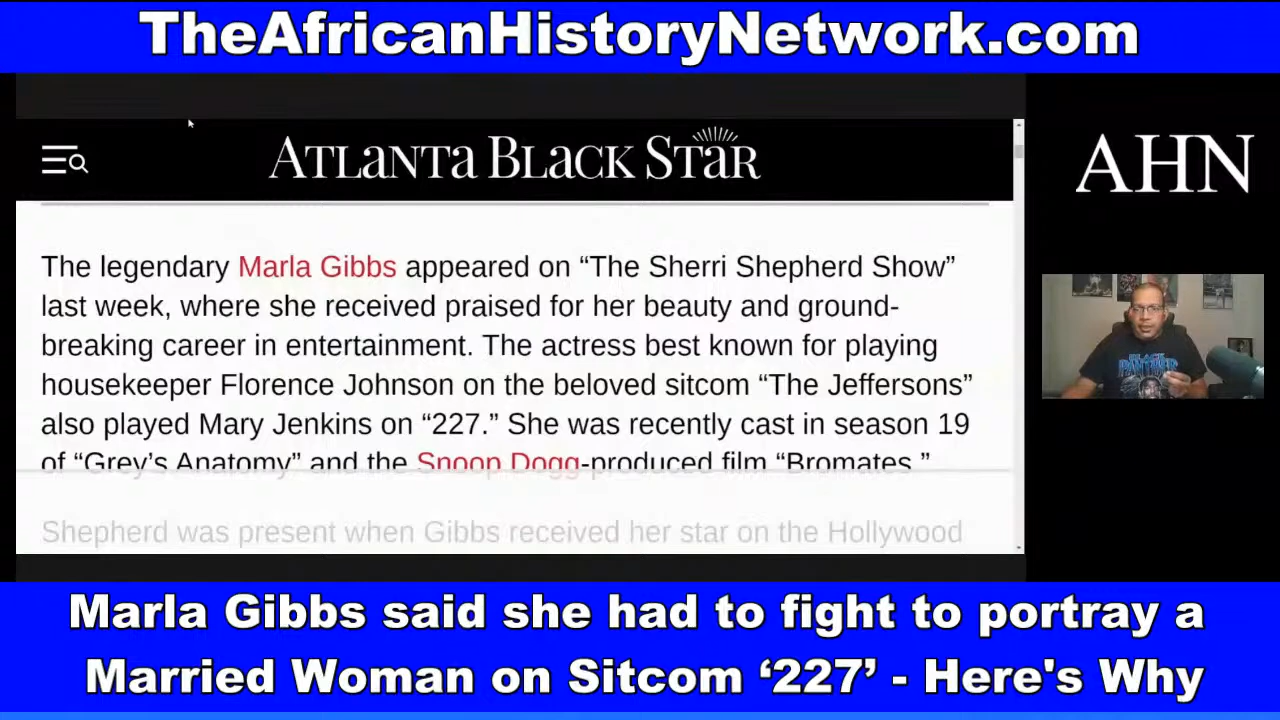 TheAfricanHistoryNetwork.com
ATLANTA BLACK STAR
AHN
The legendary Marla Gibbs appeared on “The Sherri Shepherd Show”
last week, where she received praised for her beauty and ground-
breaking career in entertainment. The actress best known for playing
housekeeper Florence Johnson on the beloved sitcom “The Jeffersons”
also played Mary Jenkins on “227.” She was recently cast in season 19
of “Grey’s Anatomy” and the Snoop Dogg-produced film “Bromates.”
Shepherd was present when Gibbs received her star on the Hollywood
BLACK
PANTHER
Marla Gibbs said she had to fight to portray a
Married Woman on Sitcom ‘227’ - Here's Why